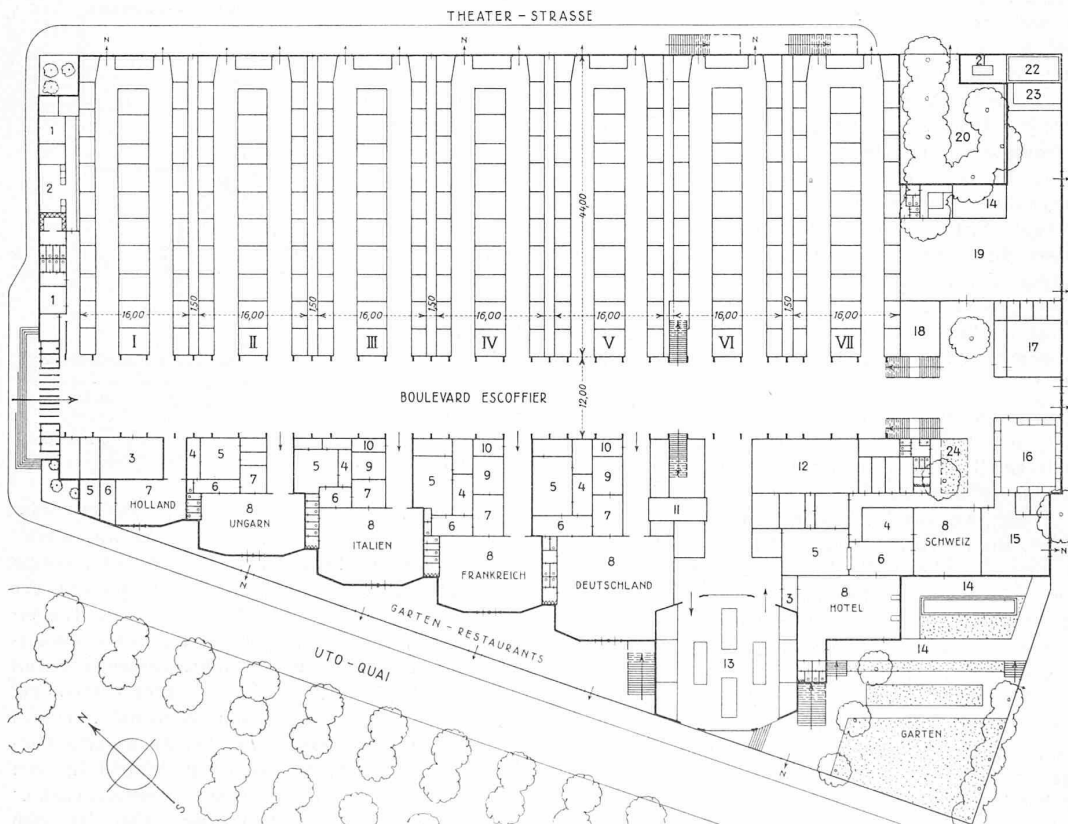 THEATER – STRASSE
N
N
N
21
22
23
1
20
2
14
44,00
19
1
1,50
1,50
1,50
1,50
16,00
16,00
16,00
16,00
16,00
16,00
16,00
18
I
II
III
IV
V
VI
VII
17
BOULEVARD ESCOFFIER
12,00
3
4
5
7
5
4
10
9
5
4
10
9
5
4
10
9
12
24
16
5
6
7
6
6
7
7
7
HOLLAND
8
UNGARN
8
ITALIEN
6
8
FRANKREICH
6
8
DEUTSCHLAND
11
4
8
SCHWEIZ
15
5
6
N
N
3
8
HOTEL
14
GARTEN – RESTAURANTS
14
UTO – QUAI
13
GARTEN
N
N
S